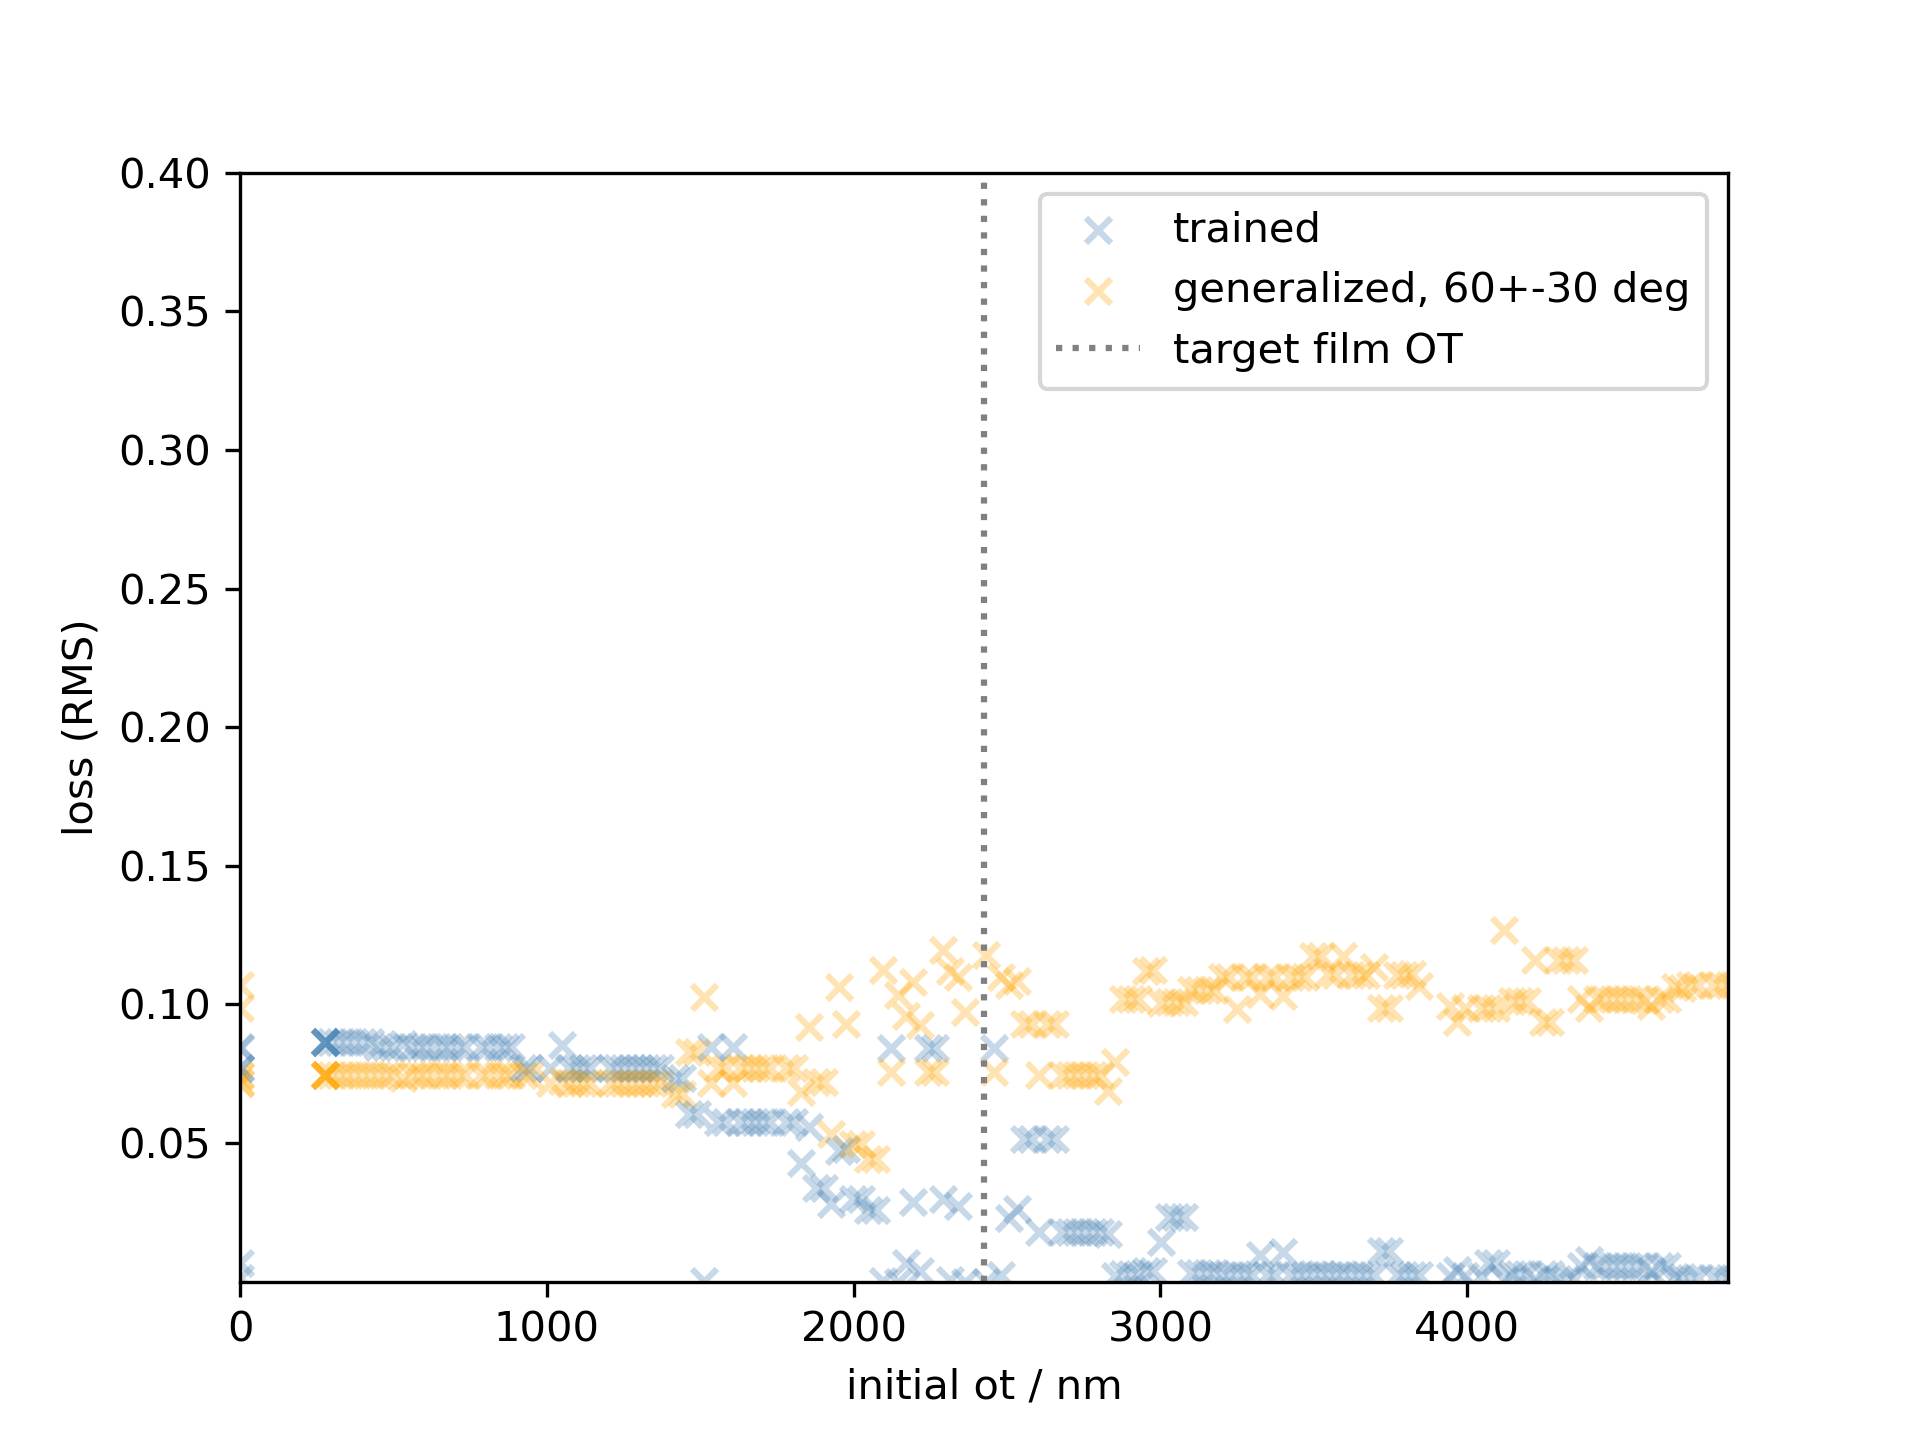 0.40
0.35
0.30
0.25
0.20
0.15
0.10
0.05
loss (RMS)
trained
generalized, 60+-30 deg
target film OT
0 1000 2000 3000 4000
initial ot / nm